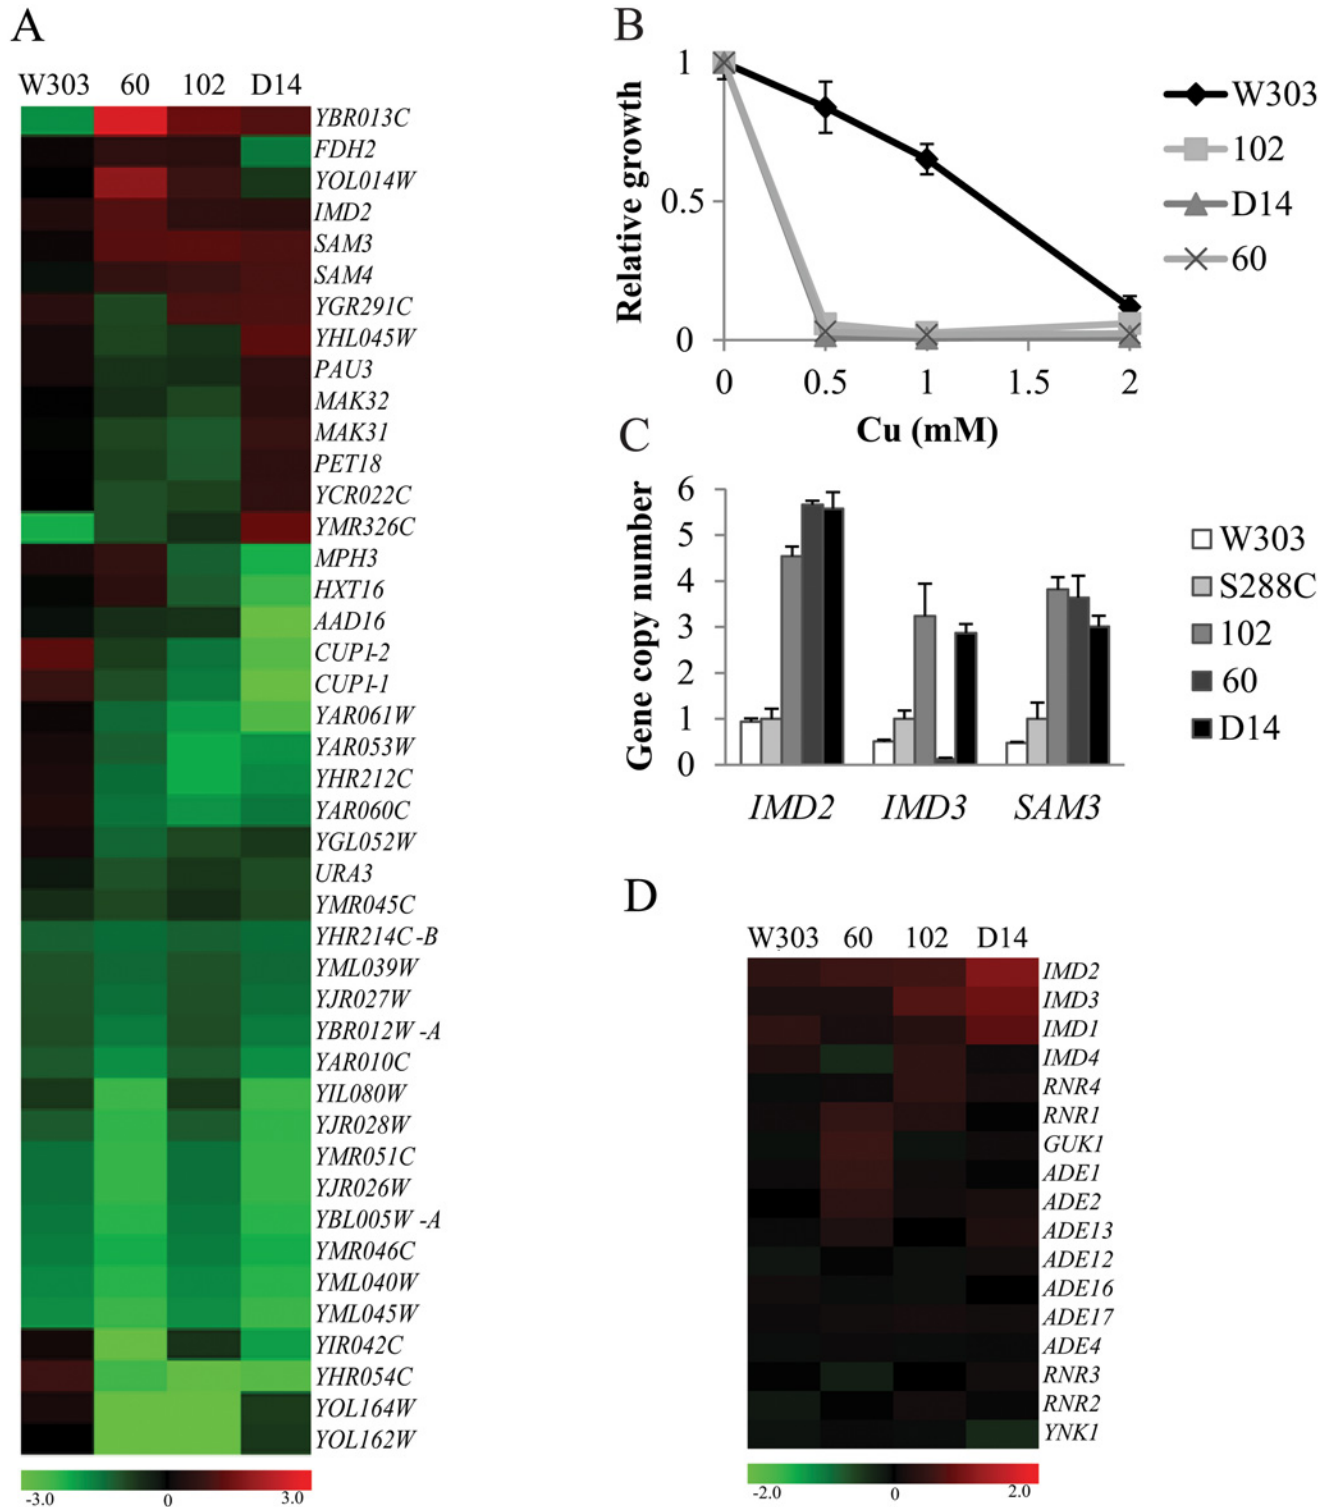 A
W303 60 102 D14
YBR013C
FDH2
YOL014W
IMD2
SAM3
SAM4
YGR291C
YHL045W
PAU3
MAK32
MAK31
PET18
YCR022C
YMR326C
MPH3
HXT16
AAD16
CUP1-2
CUP1-1
YAR061W
YAR053W
YHR212C
YAR060C
YGL052W
URA3
YMR045C
YHR214C-B
YML039W
YJR027W
YBR012W-A
YAR010C
YIL080W
YJR028W
YMR051C
YJR026W
YBL005W-A
YMR046C
YML040W
YML045W
YIR042C
YHR054C
YOL164W
YOL162W
-3.0 0 3.0
B
Relative growth
1
0.5
0
0 0.5 1 1.5 2
Cu (mM)
W303
102
D14
60
C
Gene copy number
6
5
4
3
2
1
0
IMD2 IMD3 SAM3
W303
S288C
102
60
D14
D
W303 60 102 D14
IMD2
IMD3
IMD1
IMD4
RNR4
RNR1
GUK1
ADE1
ADE2
ADE13
ADE12
ADE16
ADE17
ADE4
RNR3
RNR2
YNK1
-2.0 0 2.0